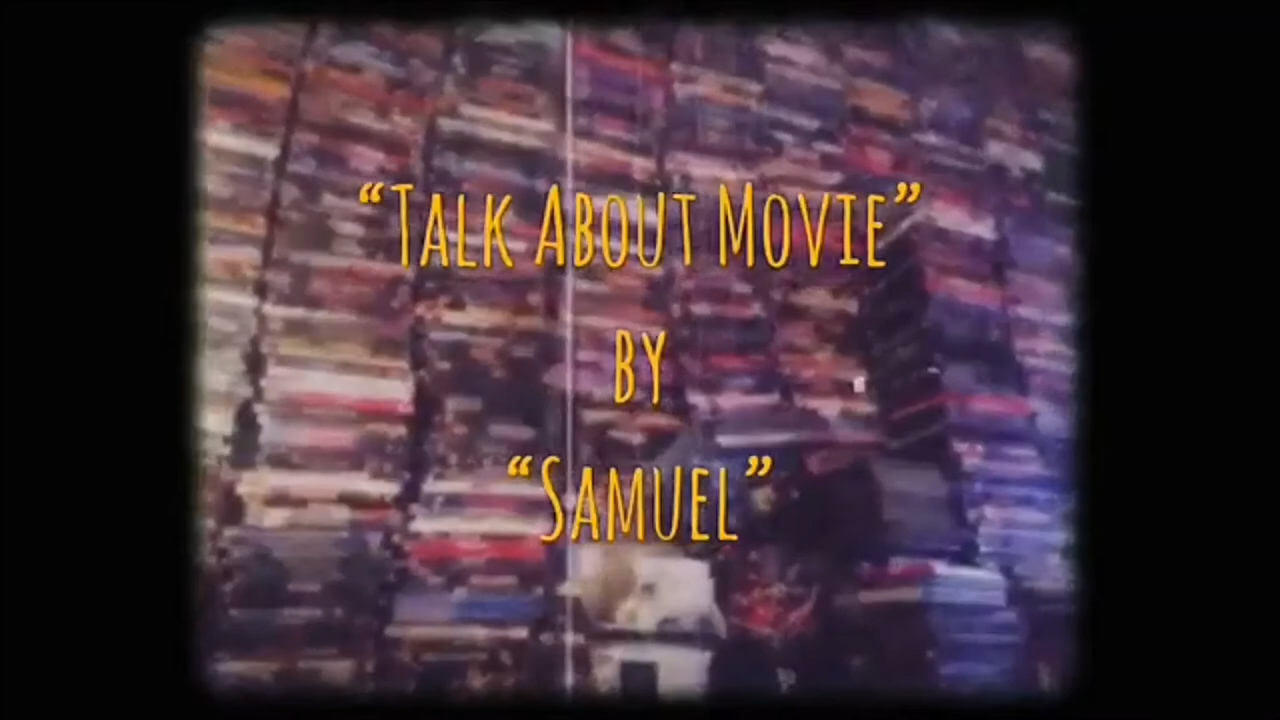 “Talk About Movie”
by
“Samuel”